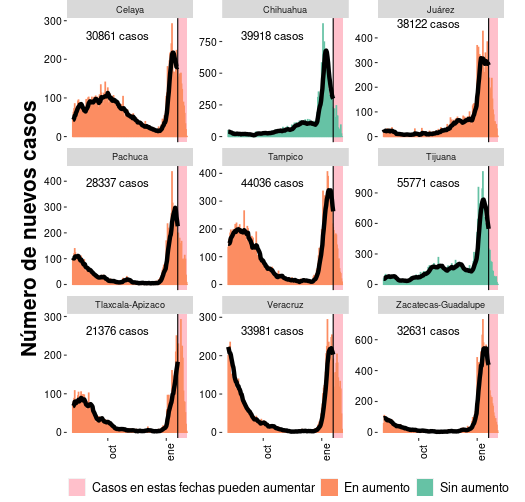 Número de nuevos casos
Celaya
Chihuahua
Juárez
300
200
100
0
30861 casos
750
500
250
0
39918 casos
400
300
200
100
0
38122 casos
Pachuca
Tampico
Tijuana
400
300
200
100
0
28337 casos
400
300
200
100
0
44036 casos
900
600
300
0
55771 casos
Tlaxcala-Apizaco
Veracruz
Zacatecas-Guadalupe
300
200
100
0
21376 casos
300
200
100
0
33981 casos
600
400
200
0
32631 casos
oct
ene
oct
ene
oct
ene
Casos en estas fechas pueden aumentar
En aumento
Sin aumento